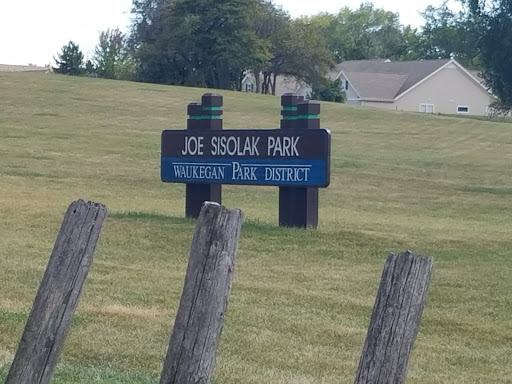 JOE SISOLAK PARK
WAUKEGAN PARK DISTRICT